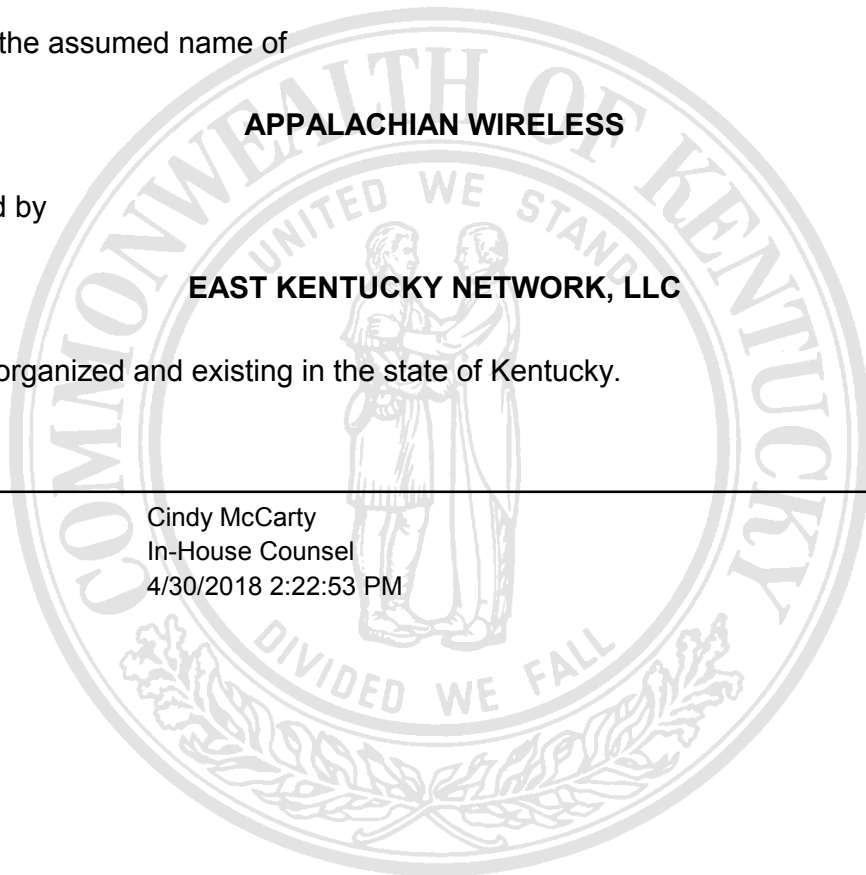 the assumed name of
APPALACHIAN WIRELESS
d by
EAST KENTUCKY NETWORK, LLC
organized and existing in the state of Kentucky.
Cindy McCarty
In-House Counsel
4/30/2018 2:22:53 PM
COMMONWEALTH OF KENTUCKY
UNITED WE STAND
DIVIDED WE FALL